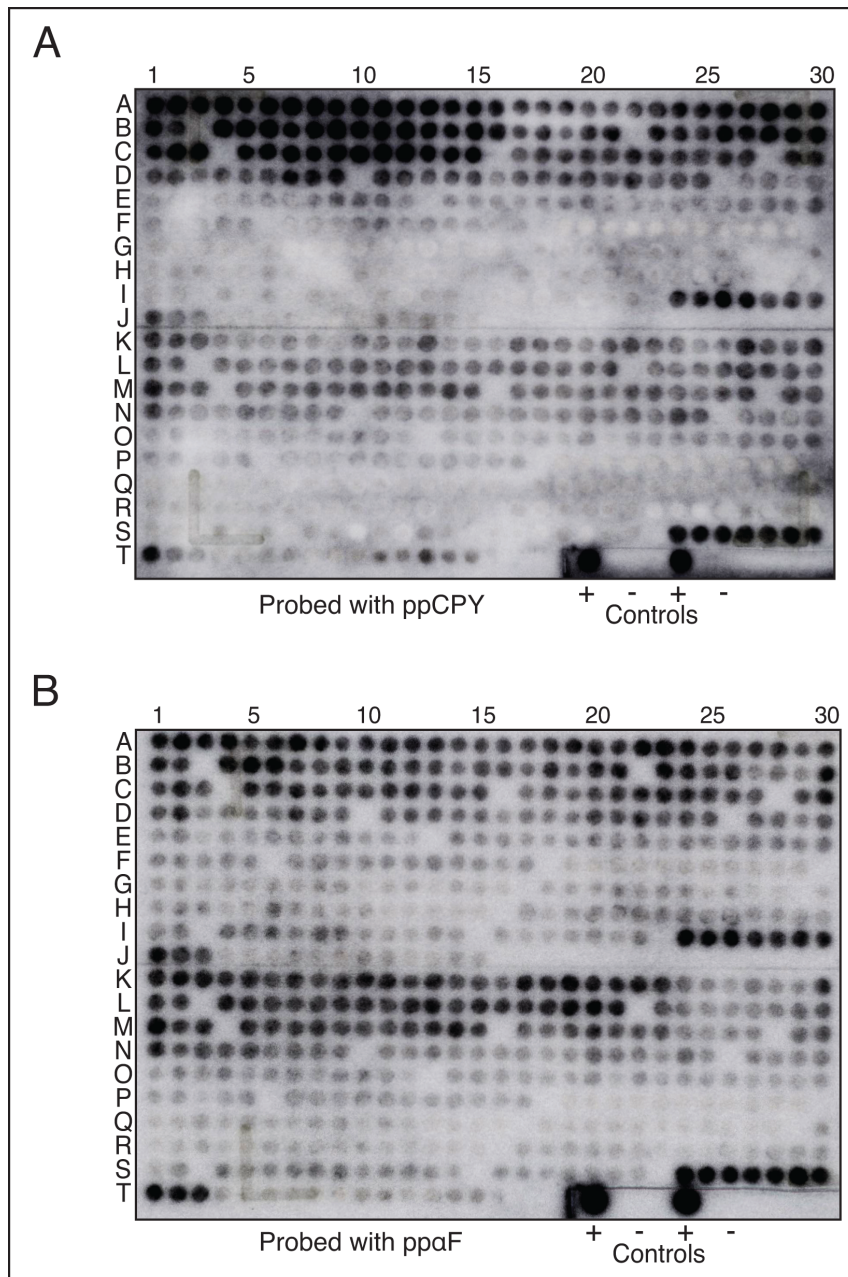 A
1 5 10 15 20 25 30
A
B
C
D
E
F
G
H
I
J
K
L
M
N
O
P
Q
R
S
T
+ - + -
Probed with ppCPY Controls
B
1 5 10 15 20 25 30
A
B
C
D
E
F
G
H
I
J
K
L
M
N
O
P
Q
R
S
T
+ - + -
Probed with ppαF Controls